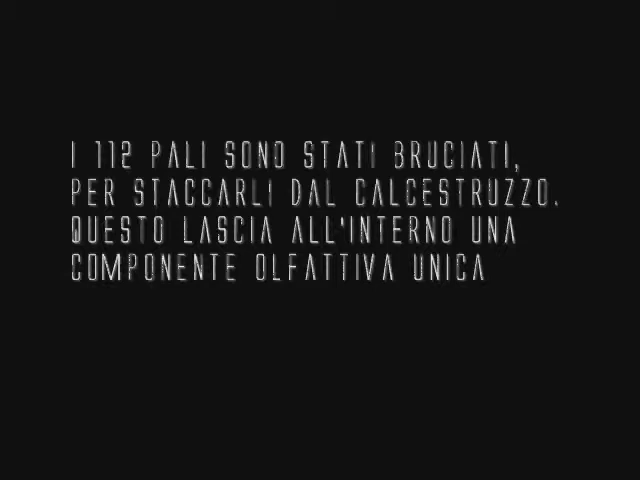 I 112 PALI SONO STATI BRUCIATI,
PER STACCARLI DAL CALCESTRUZZO.
QUESTO LASCIA ALL'INTERNO UNA
COMPONENTE OLFATTIVA UNICA